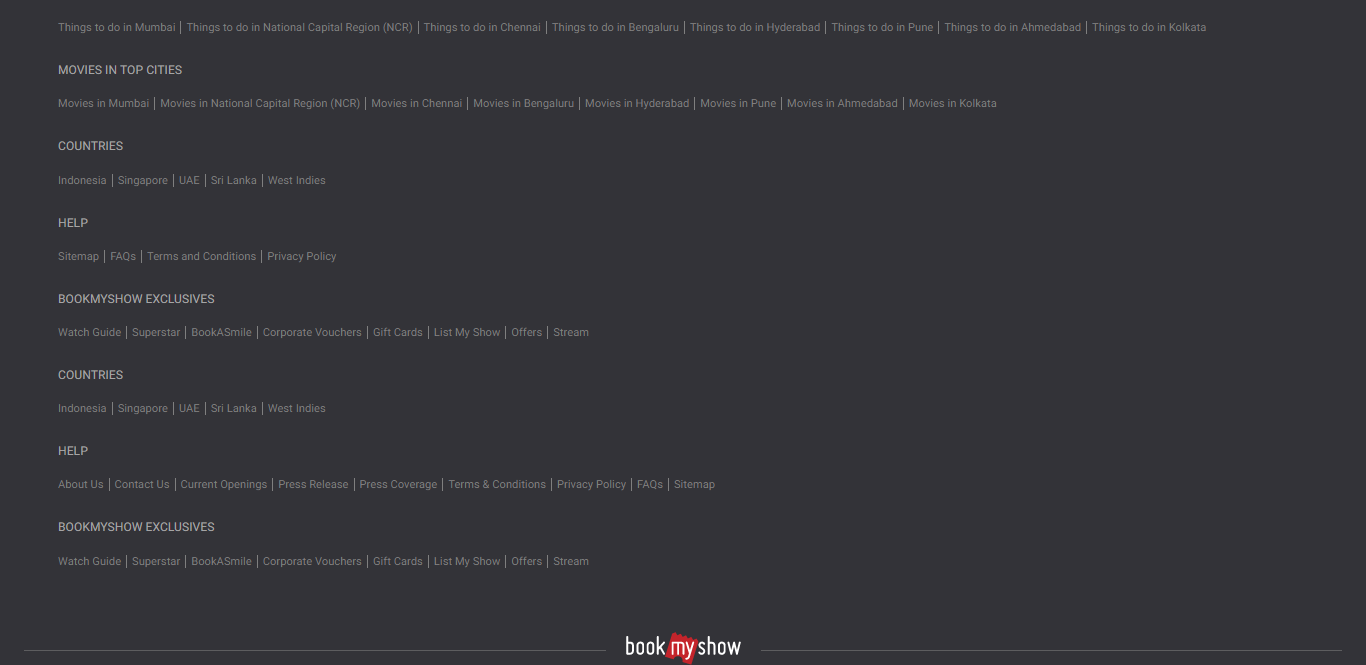 Things to do in Mumbai | Things to do in National Capital Region (NCR) | Things to do in Chennai | Things to do in Bengaluru | Things to do in Hyderabad | Things to do in Pune | Things to do in Ahmedabad | Things to do in Kolkata
MOVIES IN TOP CITIES
Movies in Mumbai | Movies in National Capital Region (NCR) | Movies in Chennai | Movies in Bengaluru | Movies in Hyderabad | Movies in Pune | Movies in Ahmedabad | Movies in Kolkata
COUNTRIES
Indonesia | Singapore | UAE | Sri Lanka | West Indies
HELP
Sitemap | FAQs | Terms and Conditions | Privacy Policy
BOOKMYSHOW EXCLUSIVES
Watch Guide | Superstar | BookASmile | Corporate Vouchers | Gift Cards | List My Show | Offers | Stream
COUNTRIES
Indonesia | Singapore | UAE | Sri Lanka | West Indies
HELP
About Us | Contact Us | Current Openings | Press Release | Press Coverage | Terms & Conditions | Privacy Policy | FAQs | Sitemap
BOOKMYSHOW EXCLUSIVES
Watch Guide | Superstar | BookASmile | Corporate Vouchers | Gift Cards | List My Show | Offers | Stream
book my show